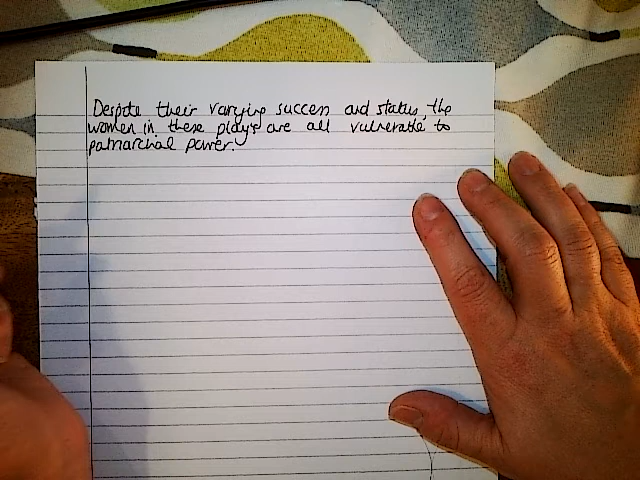 Despite their varying success and status, the
women in these plays are all vulnerable to
patriarchal power.